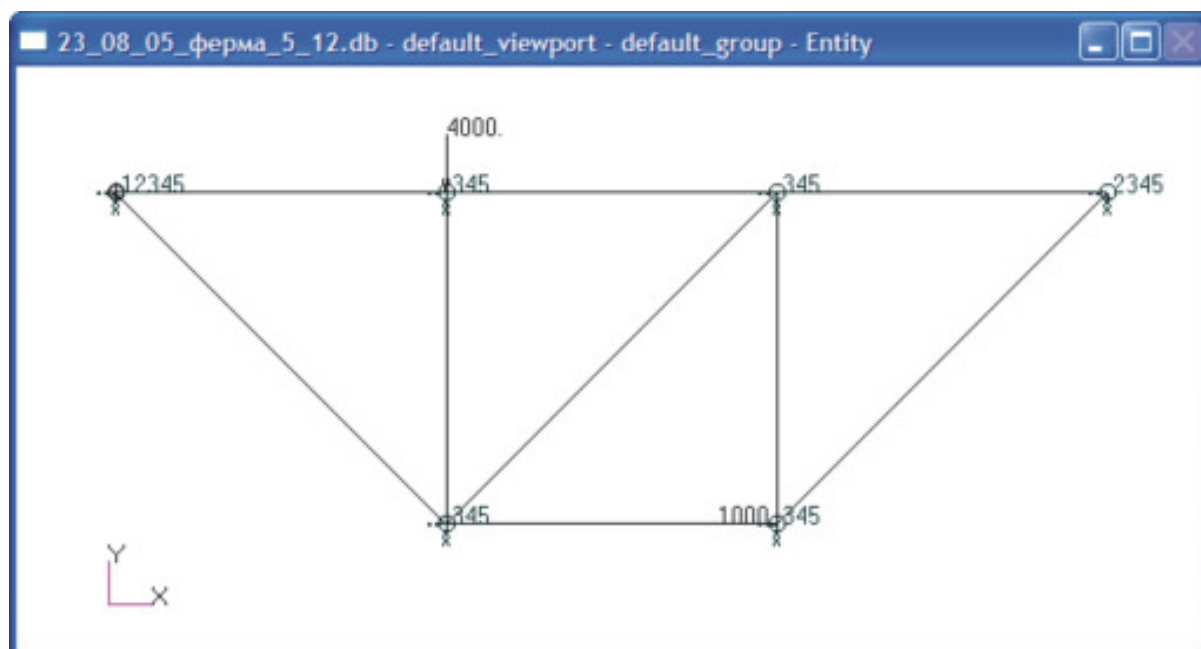 23_08_05_ферма_5_12.db - default_viewport - default_group - Entity
4000.
12345 345 345 2345
345 1000. 345
Y
X